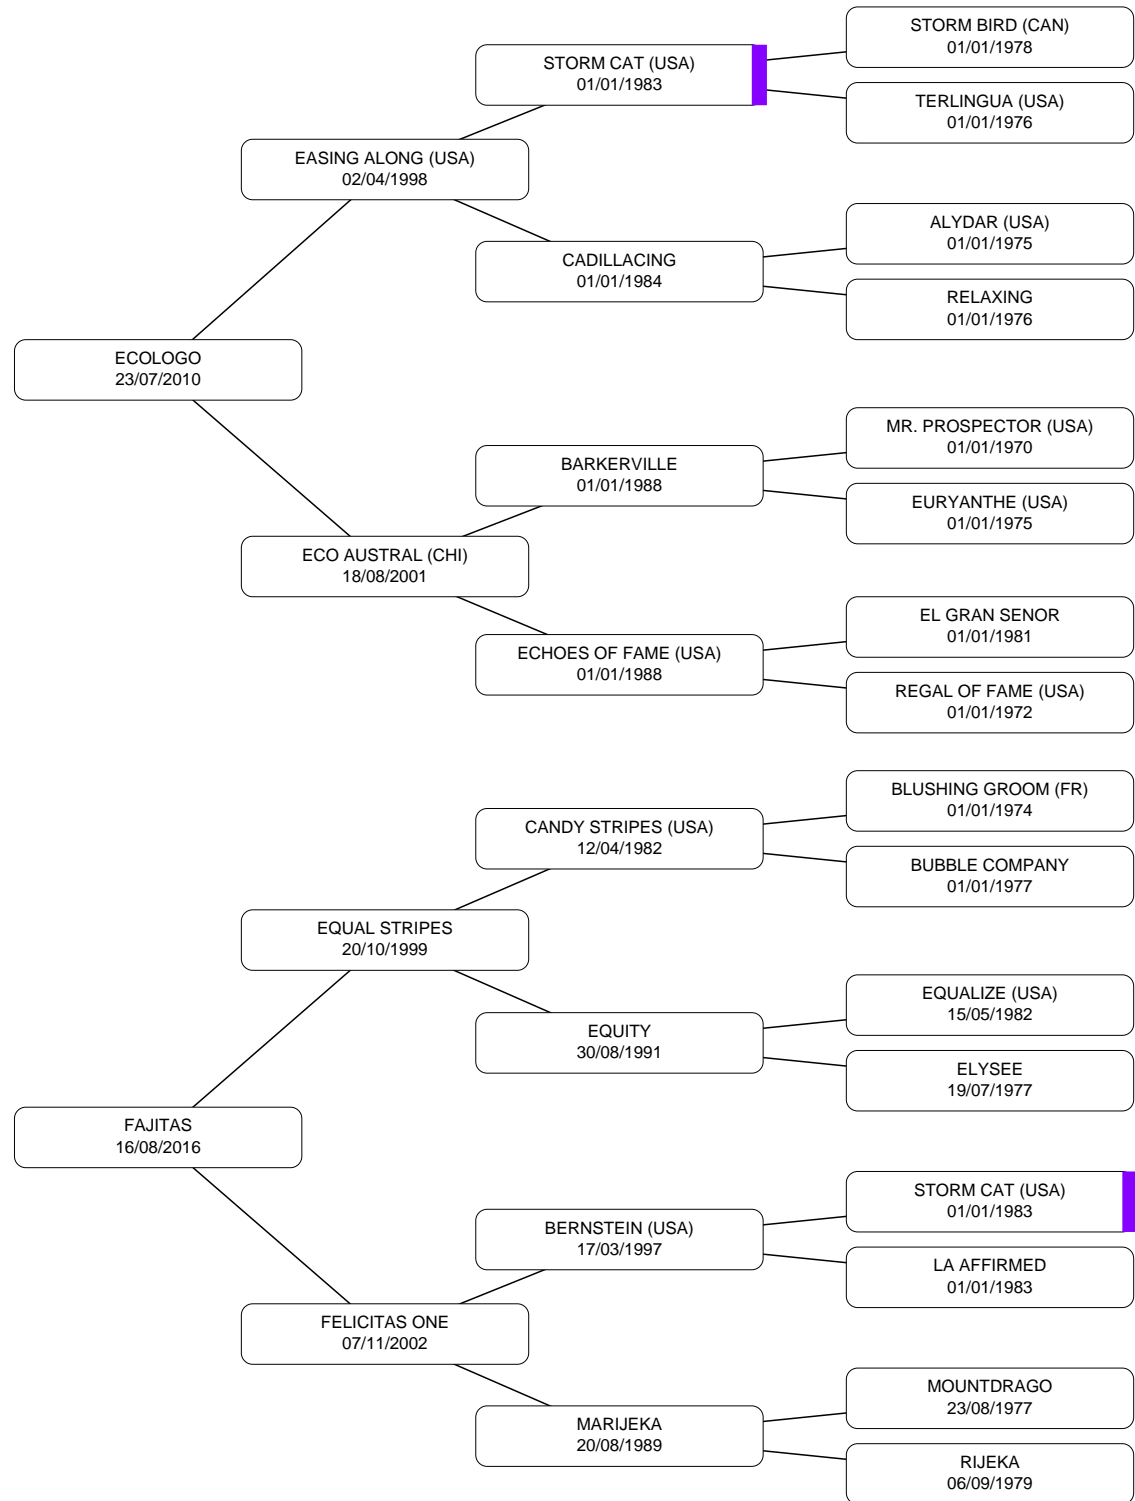 STORM BIRD (CAN)
01/01/1978
STORM CAT (USA)
01/01/1983
TERLINGUA (USA)
01/01/1976
EASING ALONG (USA)
02/04/1998
ALYDAR (USA)
01/01/1975
CADILLACING
01/01/1984
RELAXING
01/01/1976
ECOLOGO
23/07/2010
MR. PROSPECTOR (USA)
01/01/1970
BARKERVILLE
01/01/1988
EURYANTHE (USA)
01/01/1975
ECO AUSTRAL (CHI)
18/08/2001
EL GRAN SENOR
01/01/1981
ECHOES OF FAME (USA)
01/01/1988
REGAL OF FAME (USA)
01/01/1972
BLUSHING GROOM (FR)
01/01/1974
CANDY STRIPES (USA)
12/04/1982
BUBBLE COMPANY
01/01/1977
EQUAL STRIPES
20/10/1999
EQUALIZE (USA)
15/05/1982
EQUITY
30/08/1991
ELYSEE
19/07/1977
FAJITAS
16/08/2016
STORM CAT (USA)
01/01/1983
BERNSTEIN (USA)
17/03/1997
LA AFFIRMED
01/01/1983
FELICITAS ONE
07/11/2002
MOUNTDRAGO
23/08/1977
MARIJEKA
20/08/1989
RIJEKA
06/09/1979